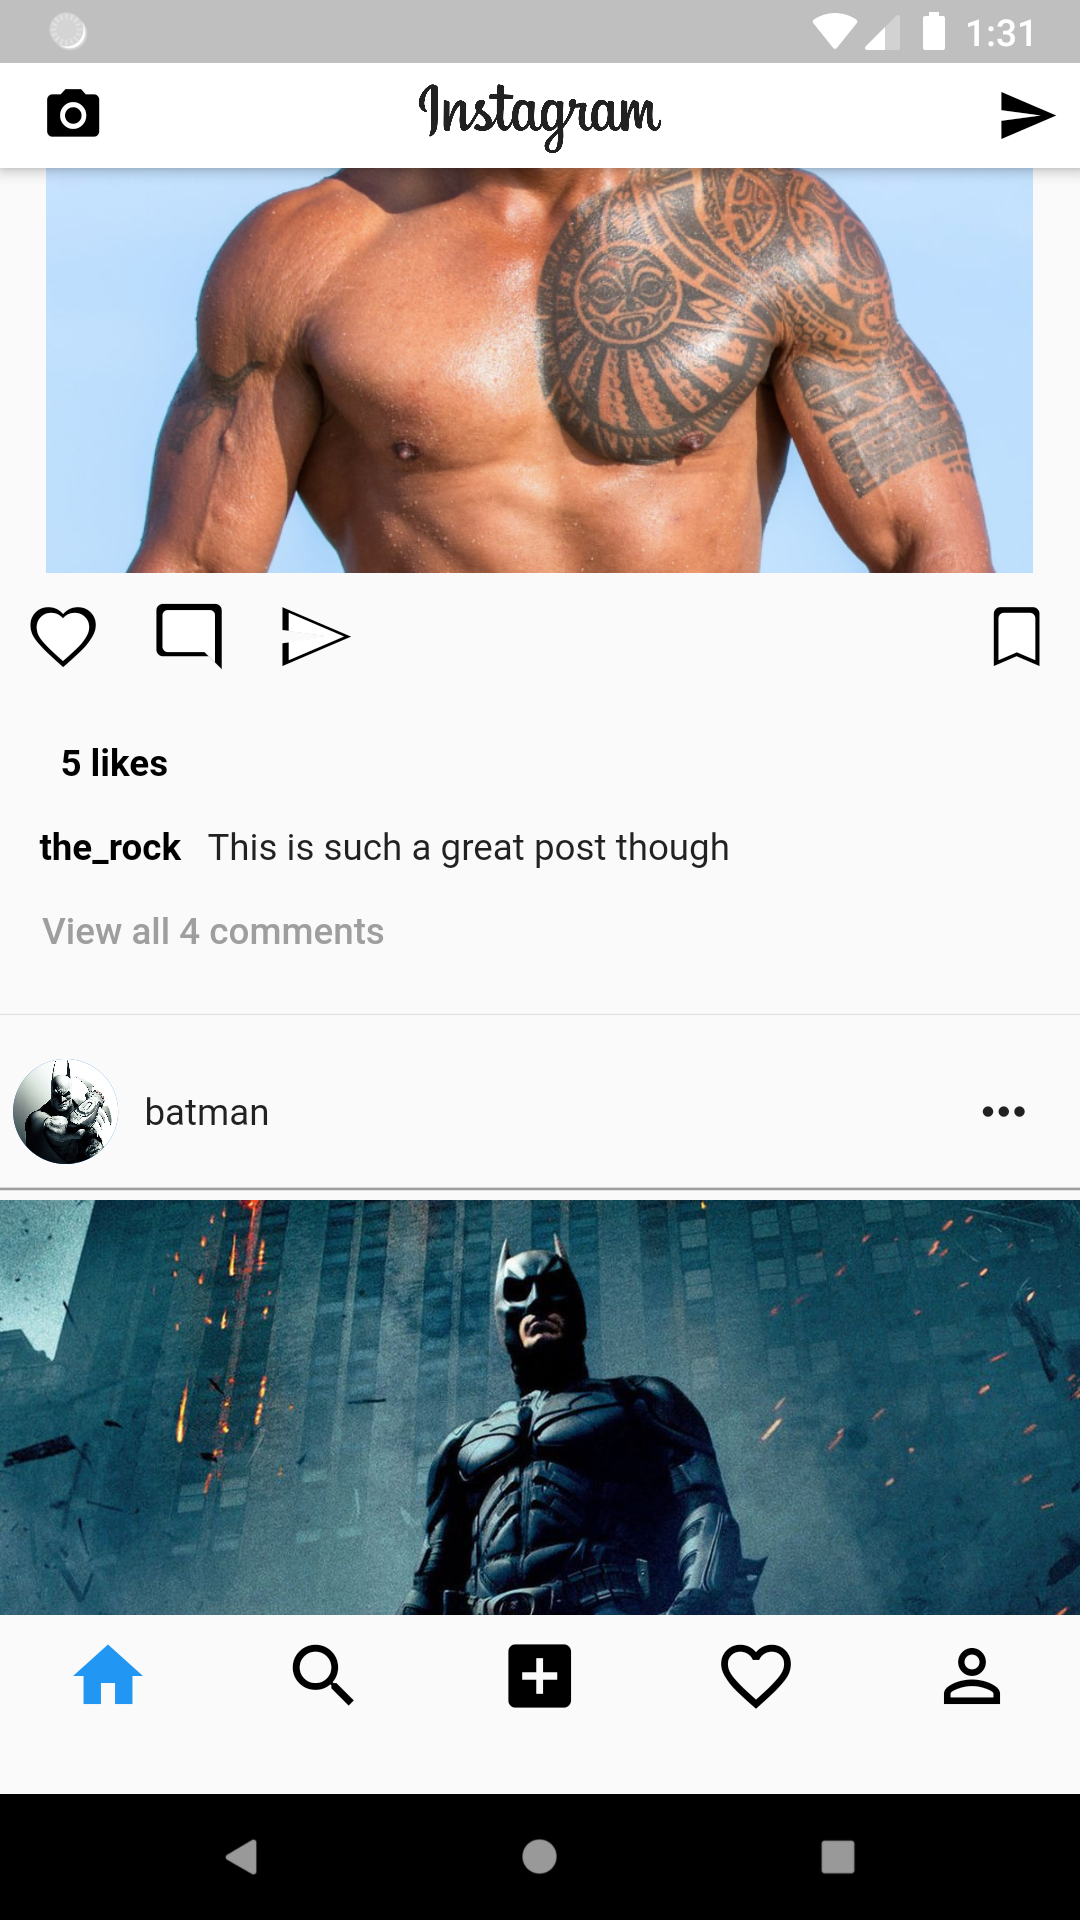 1:31
Instagram
5 likes
the_rock This is such a great post though
View all 4 comments
batman